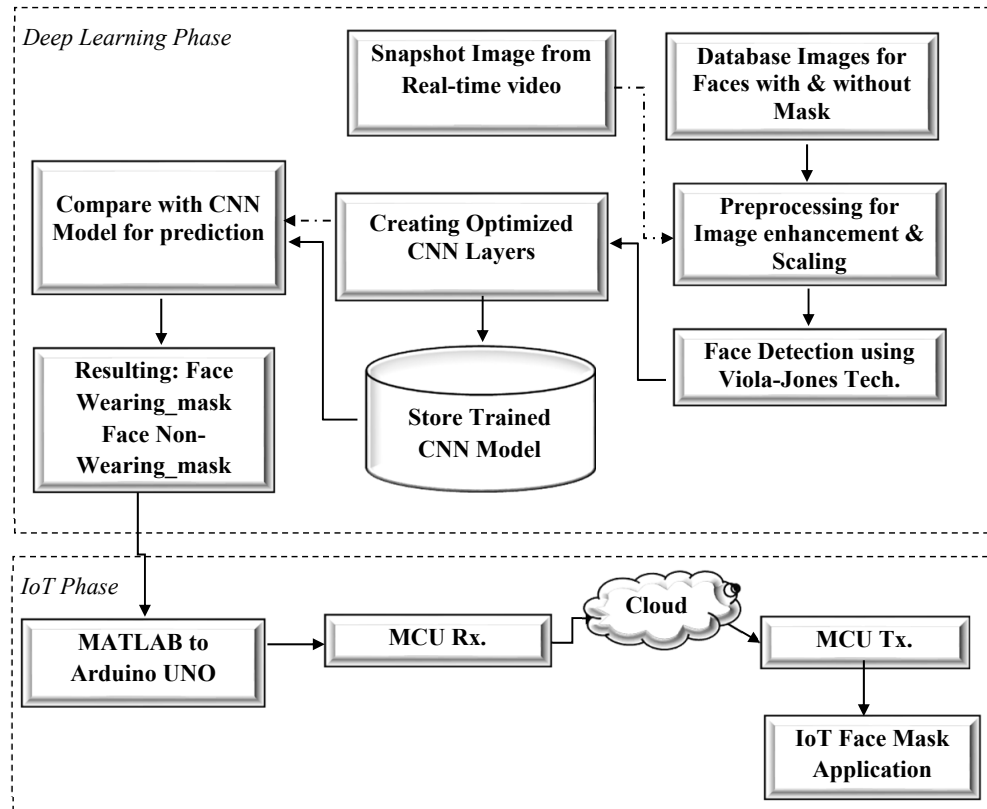 Deep Learning Phase
Snapshot Image from
Real-time video
Database Images for
Faces with & without
Mask
Compare with CNN
Model for prediction
Creating Optimized
CNN Layers
Preprocessing for
Image enhancement &
Scaling
Resulting: Face
Wearing_mask
Face Non-
Wearing_mask
Store Trained
CNN Model
Face Detection using
Viola-Jones Tech.
IoT Phase
MATLAB to
Arduino UNO
MCU Rx.
Cloud
MCU Tx.
IoT Face Mask
Application